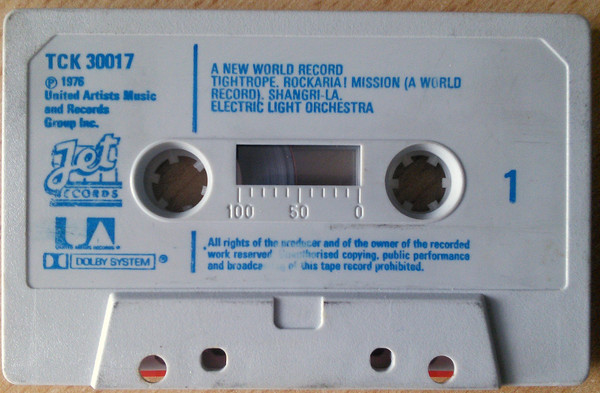 TCK 30017
Ⓟ 1976
United Artists Music
and Records
Group Inc.
Jet
RECORDS
UA
DOLBY SYSTEM ®
A NEW WORLD RECORD
TIGHTROPE. ROCKARIA! MISSION (A WORLD
RECORD). SHANGRI-LA.
ELECTRIC LIGHT ORCHESTRA
100 50 0
1
All rights of the producer and of the owner of the recorded
work reserved. copying, public performance
and of this tape record prohibited.